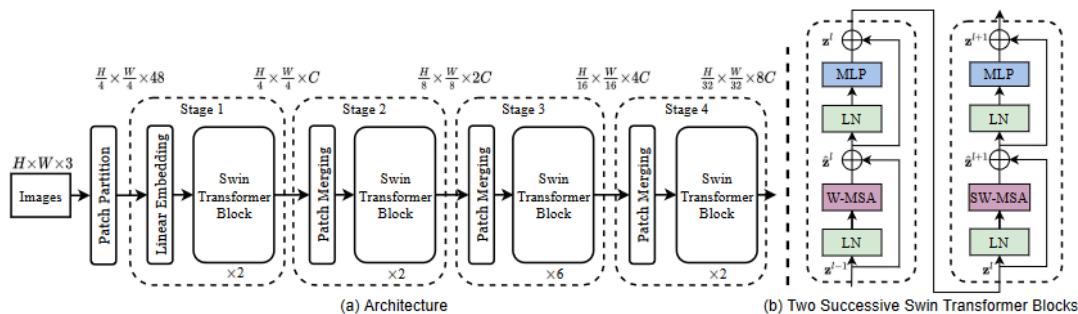 H/4 × W/4 × 48
H/4 × W/4 × C
H/8 × W/8 × 2C
H/16 × W/16 × 4C
H/32 × W/32 × 8C
Stage 1
Stage 2
Stage 3
Stage 4
H×W×3
Images
Patch Partition
Linear Embedding
Swin
Transformer
Block
×2
Patch Merging
Swin
Transformer
Block
×2
Patch Merging
Swin
Transformer
Block
×6
Patch Merging
Swin
Transformer
Block
×2
(a) Architecture
z^l
MLP
LN
ẑ^l
W-MSA
LN
z^{l-1}
z^{l+1}
MLP
LN
ẑ^{l+1}
SW-MSA
LN
z^l
(b) Two Successive Swin Transformer Blocks